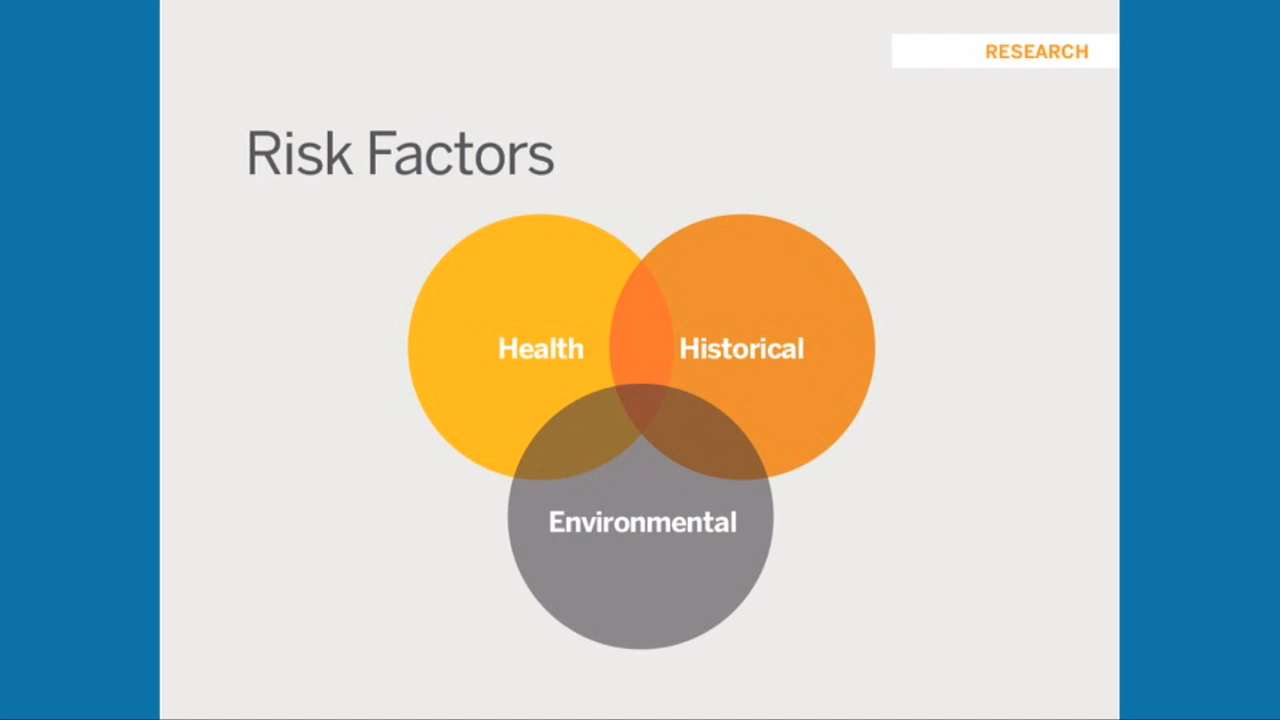 RESEARCH
Risk Factors
Health
Historical
Environmental